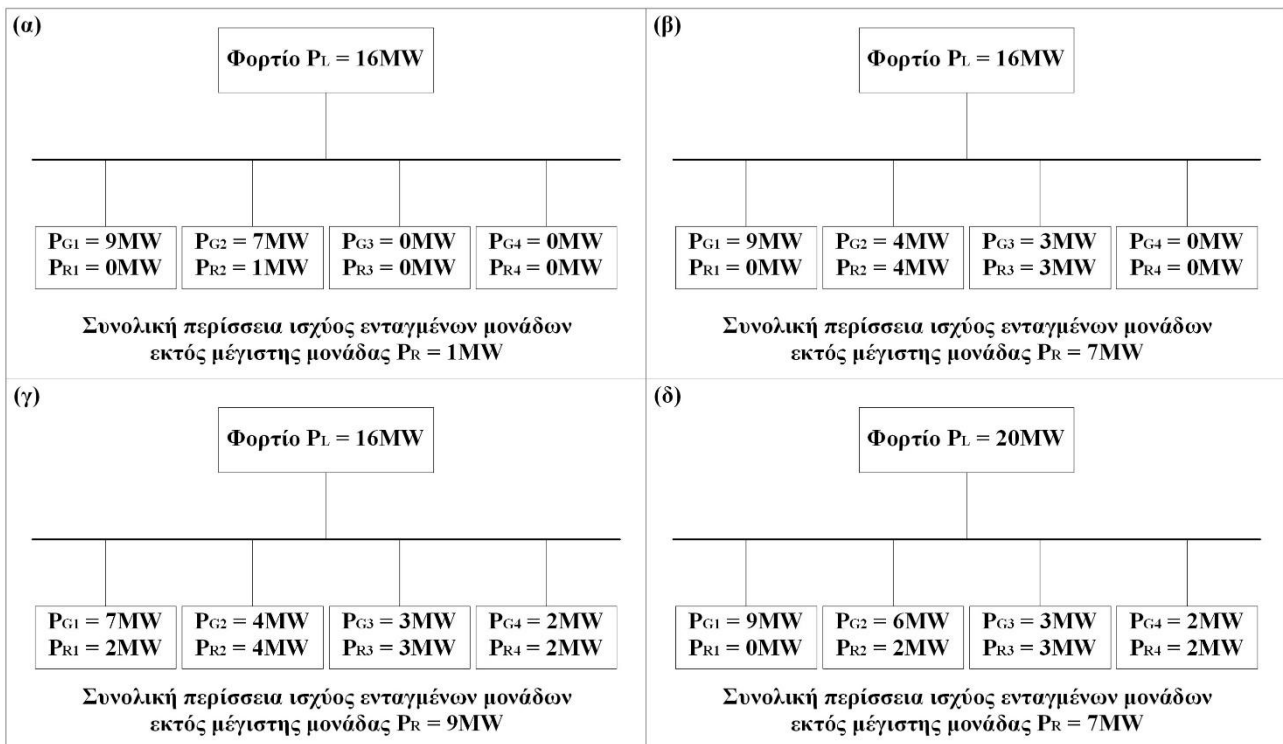 (α)
Φορτίο PL = 16MW
PG1 = 9MW
PR1 = 0MW
PG2 = 7MW
PR2 = 1MW
PG3 = 0MW
PR3 = 0MW
PG4 = 0MW
PR4 = 0MW
Συνολική περίσσεια ισχύος ενταγμένων μονάδων
εκτός μέγιστης μονάδας PR = 1MW
(β)
Φορτίο PL = 16MW
PG1 = 9MW
PR1 = 0MW
PG2 = 4MW
PR2 = 4MW
PG3 = 3MW
PR3 = 3MW
PG4 = 0MW
PR4 = 0MW
Συνολική περίσσεια ισχύος ενταγμένων μονάδων
εκτός μέγιστης μονάδας PR = 7MW
(γ)
Φορτίο PL = 16MW
PG1 = 7MW
PR1 = 2MW
PG2 = 4MW
PR2 = 4MW
PG3 = 3MW
PR3 = 3MW
PG4 = 2MW
PR4 = 2MW
Συνολική περίσσεια ισχύος ενταγμένων μονάδων
εκτός μέγιστης μονάδας PR = 9MW
(δ)
Φορτίο PL = 20MW
PG1 = 9MW
PR1 = 0MW
PG2 = 6MW
PR2 = 2MW
PG3 = 3MW
PR3 = 3MW
PG4 = 2MW
PR4 = 2MW
Συνολική περίσσεια ισχύος ενταγμένων μονάδων
εκτός μέγιστης μονάδας PR = 7MW